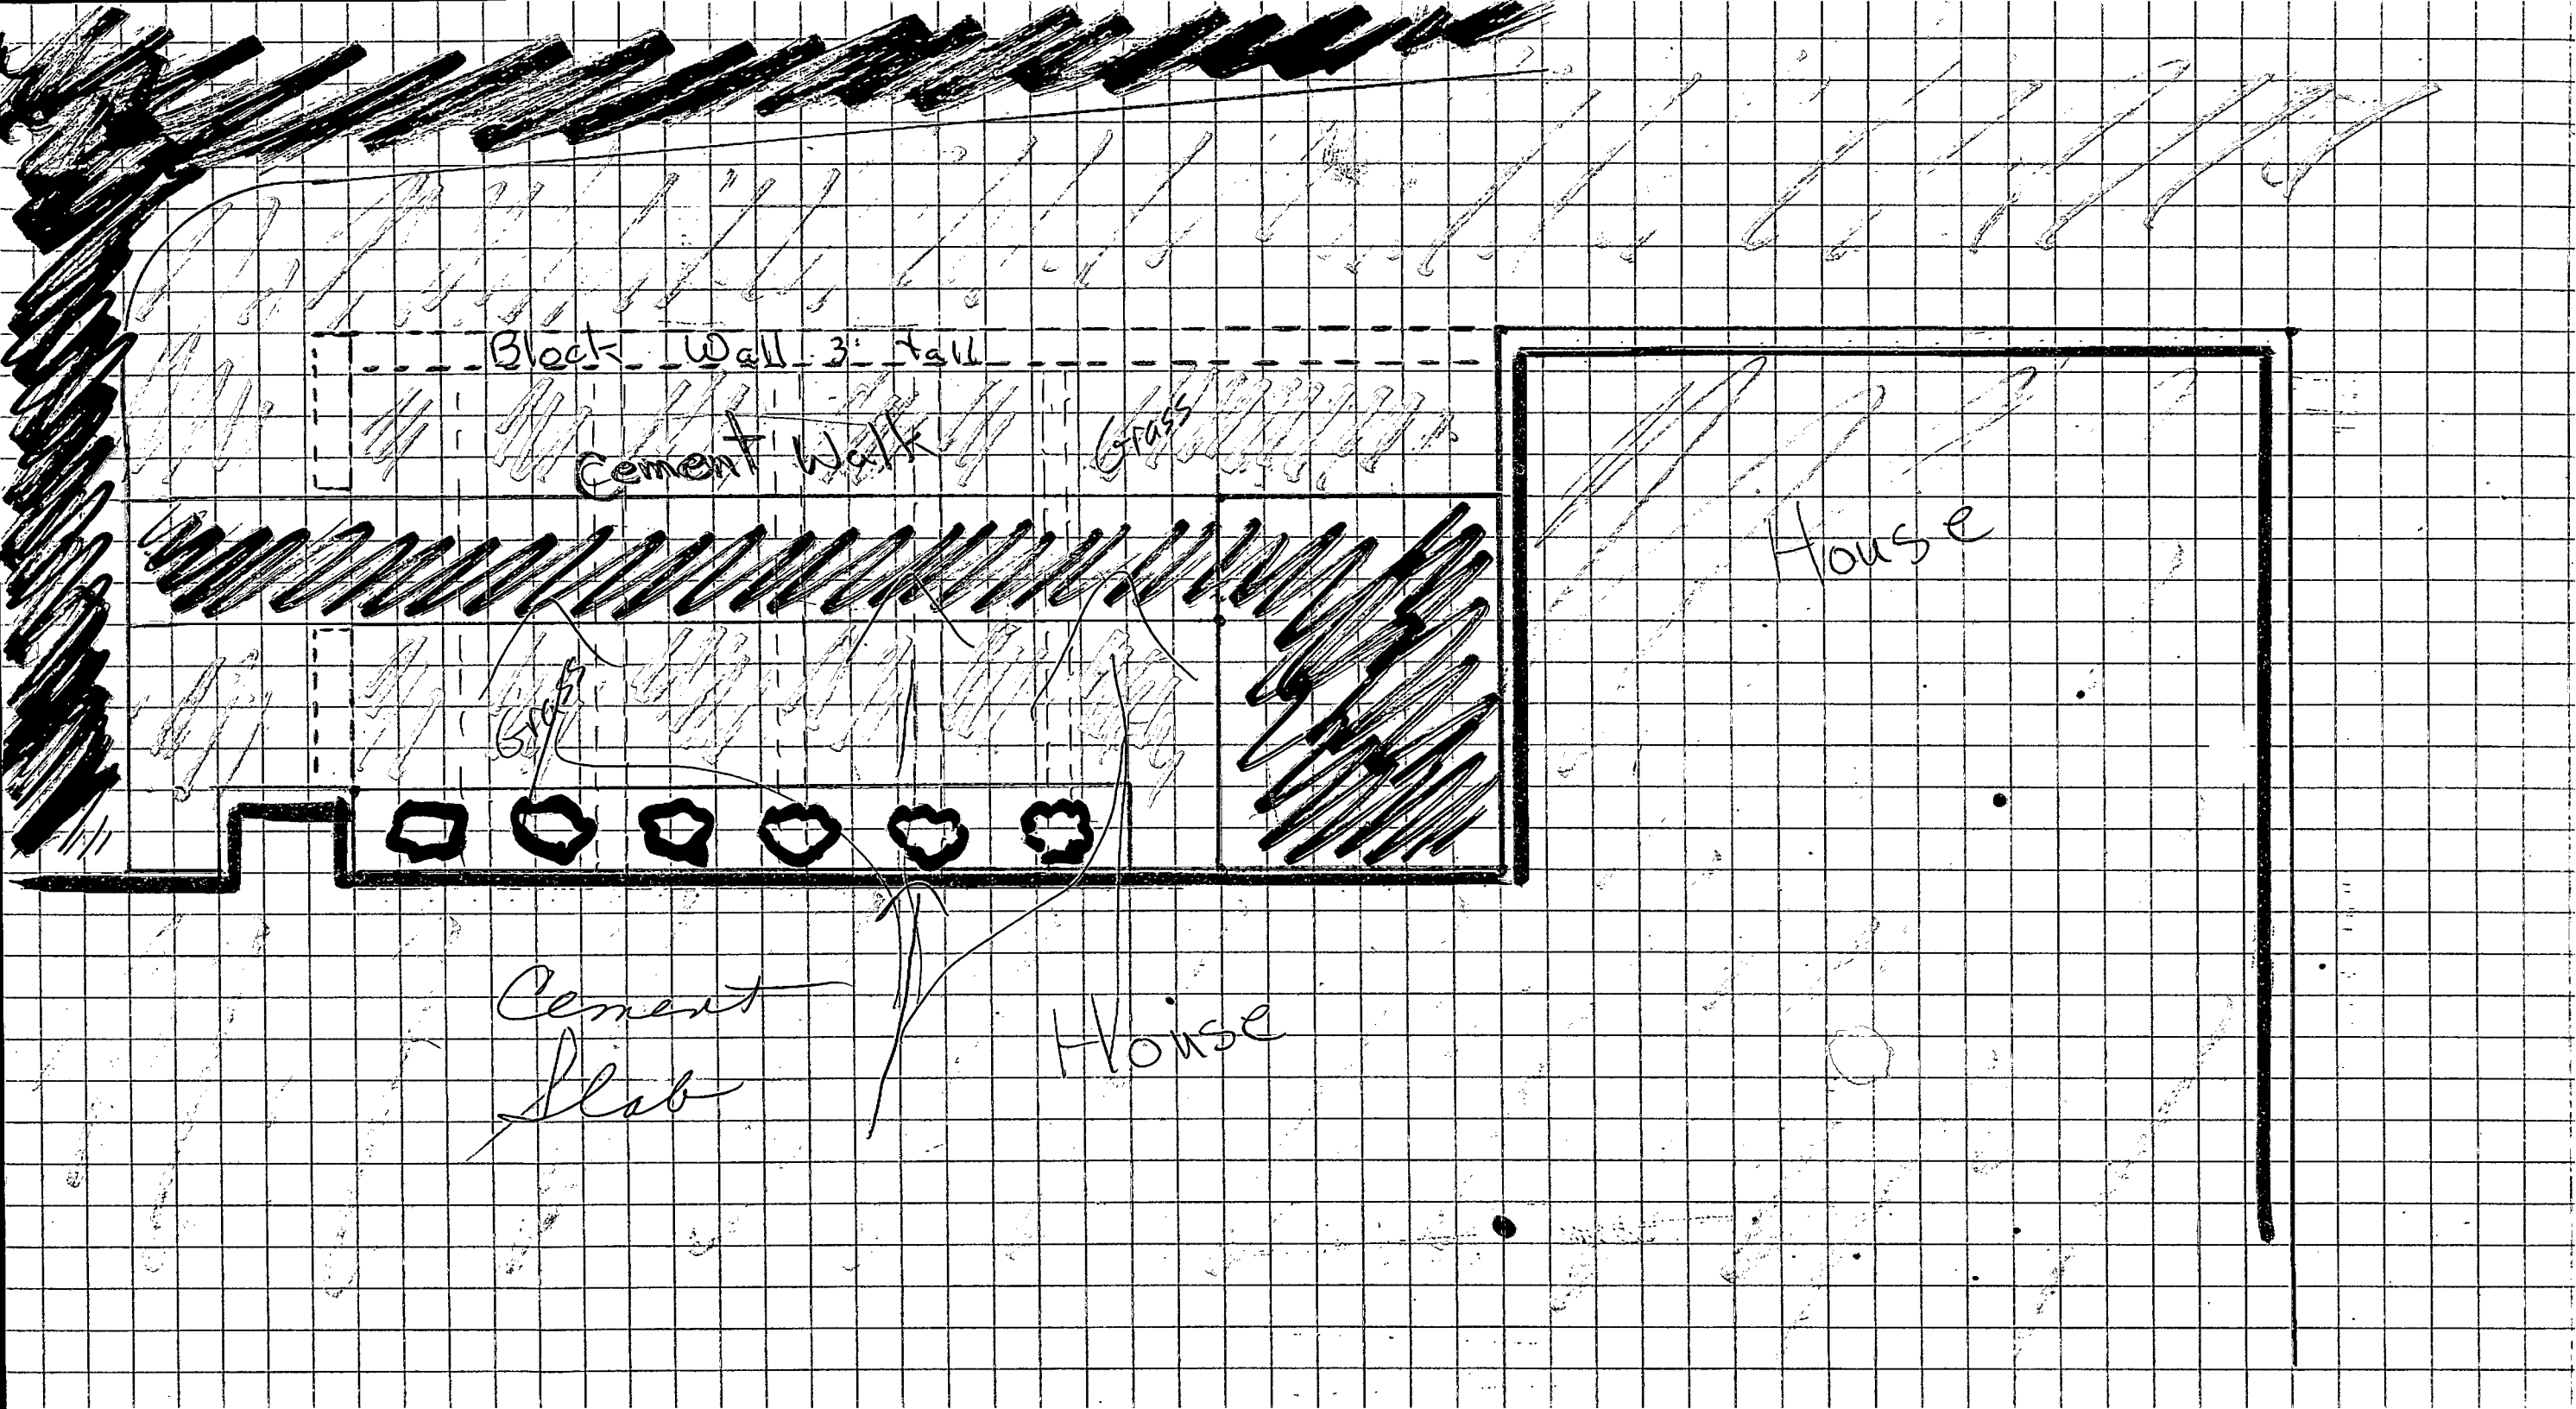 Block Wall 3' tall
Cement Walk
Grass
House
Grass
Cement
Slab
House